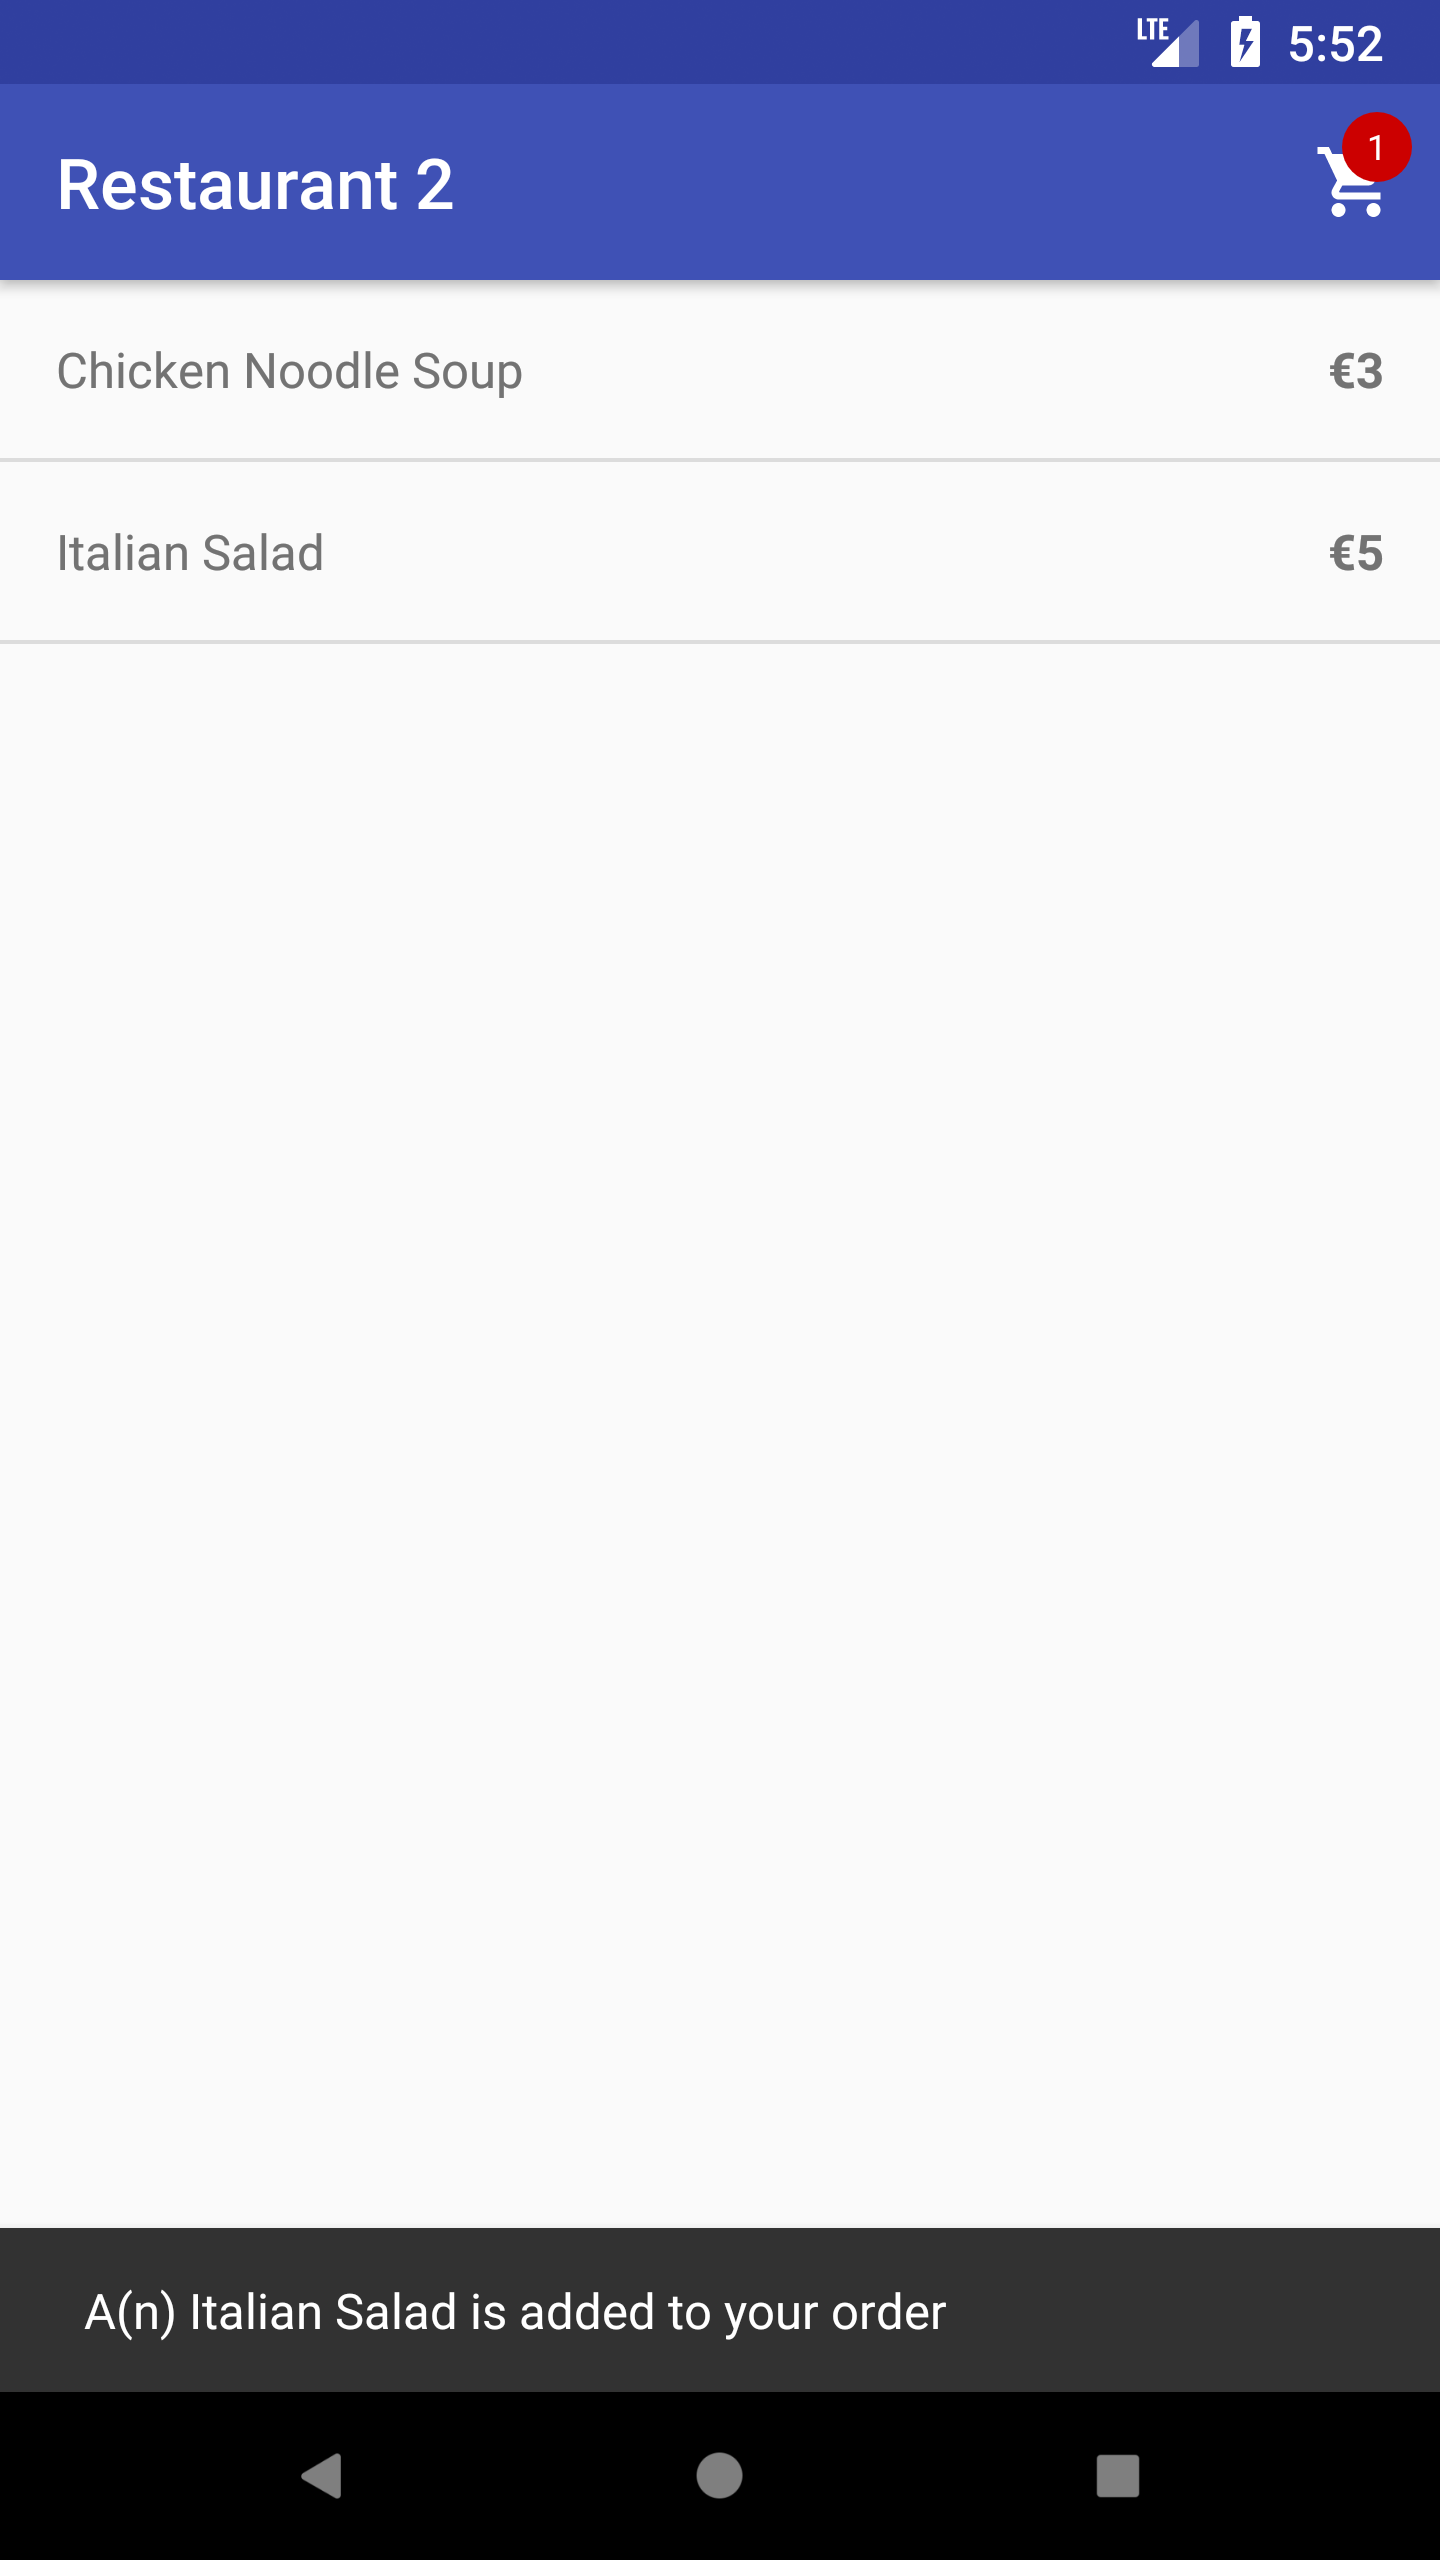 LTE 5:52
Restaurant 2 1
Chicken Noodle Soup €3
Italian Salad €5
A(n) Italian Salad is added to your order